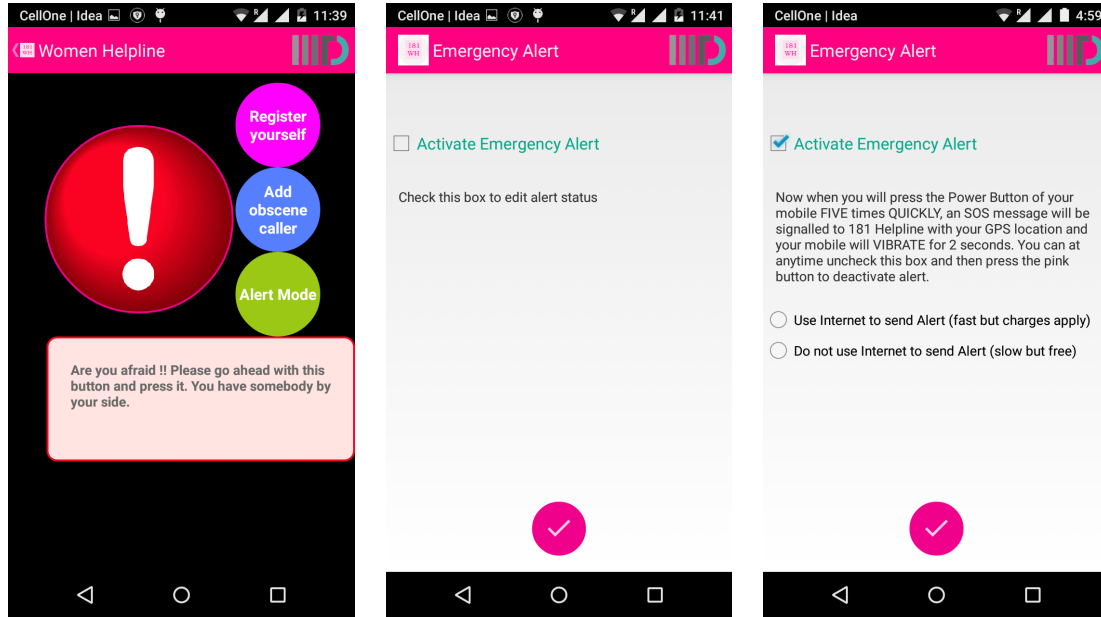 CellOne | Idea
R
11:39
181
WH
Women Helpline
Register
yourself
Add
obscene
caller
Alert Mode
Are you afraid !! Please go ahead with this
button and press it. You have somebody by
your side.
CellOne | Idea
R
11:41
181
WH
Emergency Alert
Activate Emergency Alert
Check this box to edit alert status
CellOne | Idea
R
4:59
181
WH
Emergency Alert
Activate Emergency Alert
Now when you will press the Power Button of your
mobile FIVE times QUICKLY, an SOS message will be
signalled to 181 Helpline with your GPS location and
your mobile will VIBRATE for 2 seconds. You can at
anytime uncheck this box and then press the pink
button to deactivate alert.
Use Internet to send Alert (fast but charges apply)
Do not use Internet to send Alert (slow but free)